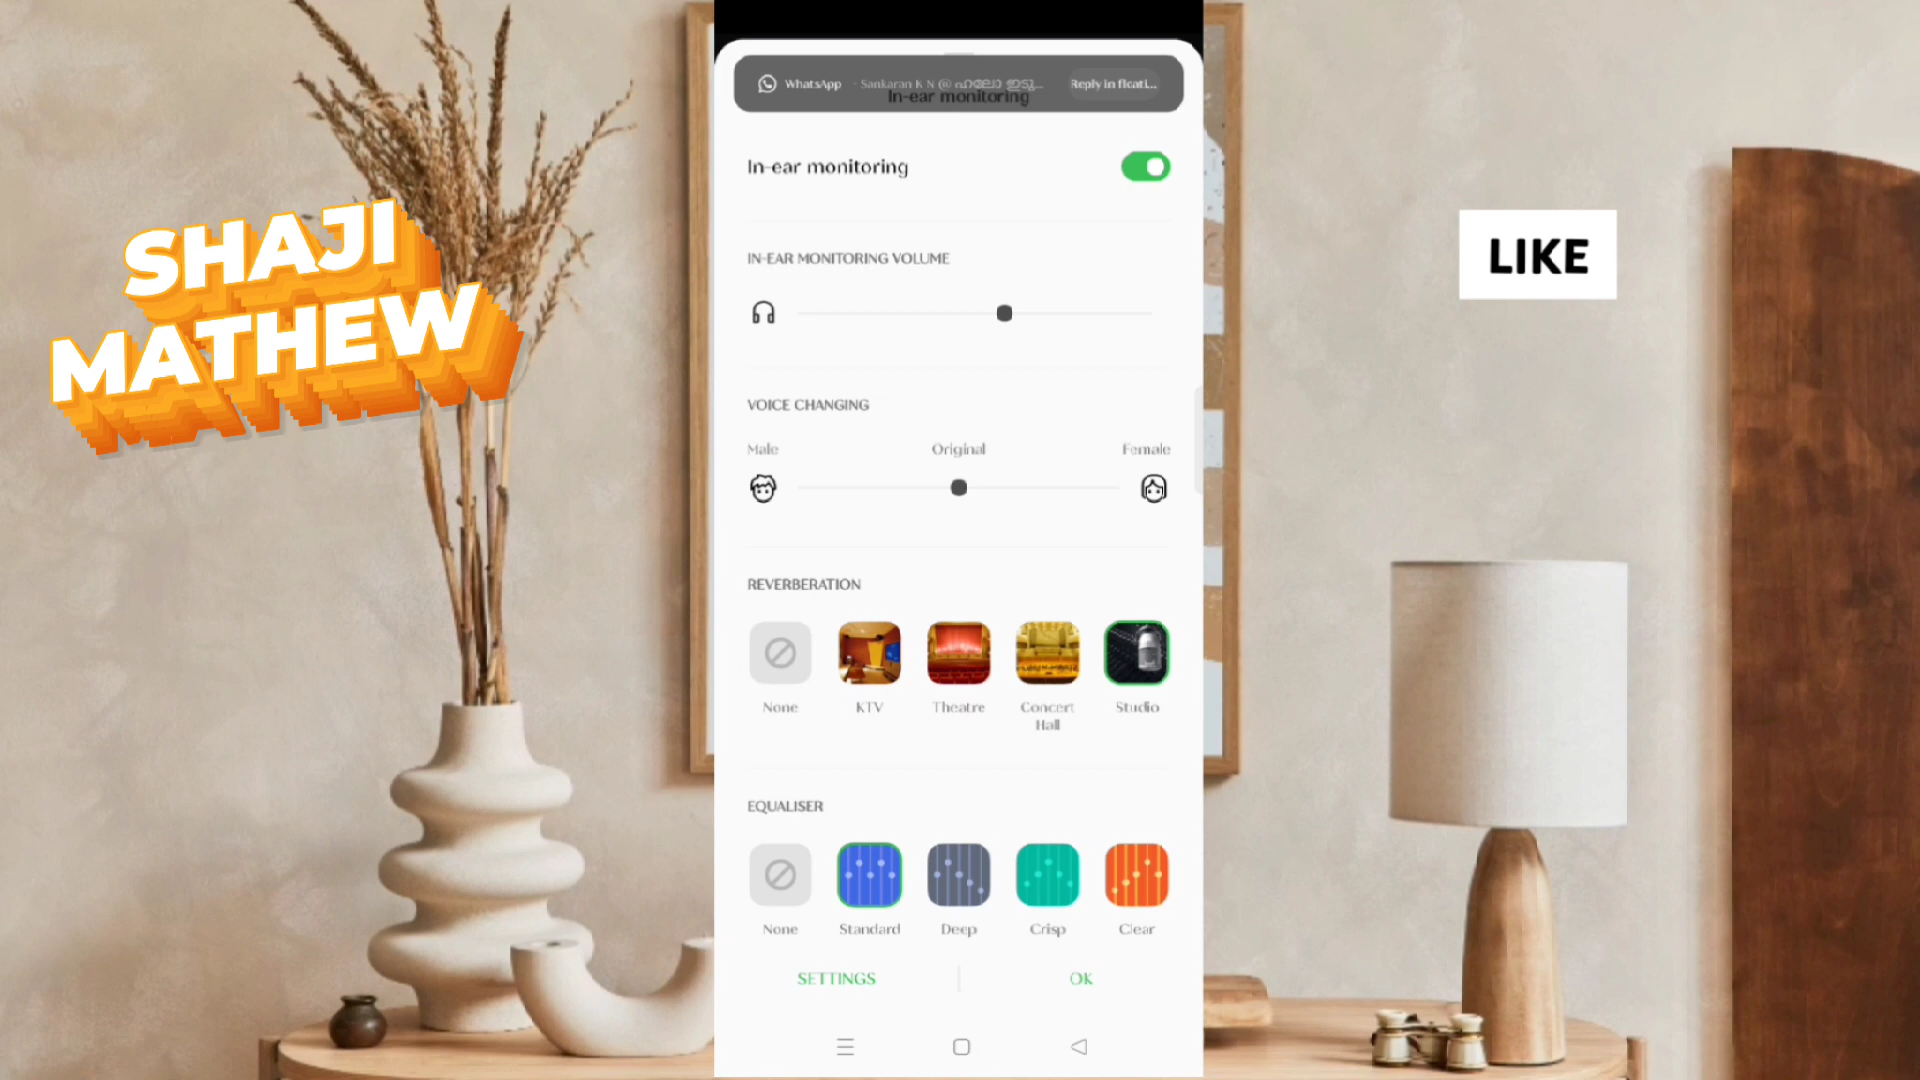 SHAJI
MATHEW
LIKE
WhatsApp · Sankaran K N @ ഹലോ ഇടു... Reply in floati...
In-ear monitoring
In-ear monitoring
IN-EAR MONITORING VOLUME
VOICE CHANGING
Male Original Female
REVERBERATION
None KTV Theatre Concert Hall Studio
EQUALISER
None Standard Deep Crisp Clear
SETTINGS OK